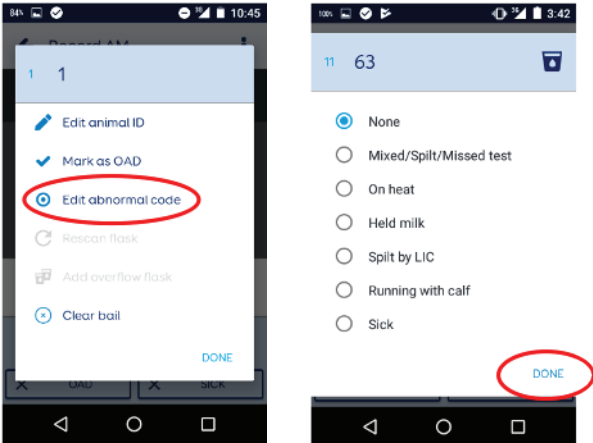 84%
10:45
Record AM
1 1
Edit animal ID
Mark as OAD
Edit abnormal code
Rescan flask
Add overflow flask
Clear bail
DONE
OAD
SICK
100%
3:42
11 63
None
Mixed/Spilt/Missed test
On heat
Held milk
Spilt by LIC
Running with calf
Sick
DONE